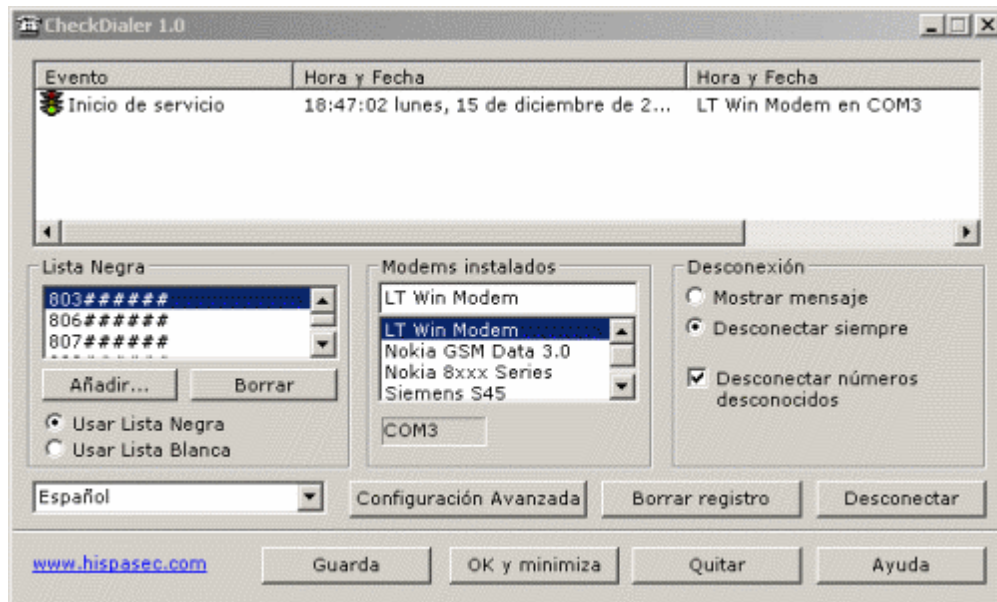 CheckDialer 1.0
Evento Hora y Fecha Hora y Fecha
Inicio de servicio 18:47:02 lunes, 15 de diciembre de 2... LT Win Modem en COM3
Lista Negra
803######
806######
807######
Añadir... Borrar
Usar Lista Negra
Usar Lista Blanca
Modems instalados
LT Win Modem
LT Win Modem
Nokia GSM Data 3.0
Nokia 8xxx Series
Siemens S45
COM3
Desconexión
Mostrar mensaje
Desconectar siempre
Desconectar números
desconocidos
Español Configuración Avanzada Borrar registro Desconectar
www.hispasec.com Guarda OK y minimiza Quitar Ayuda